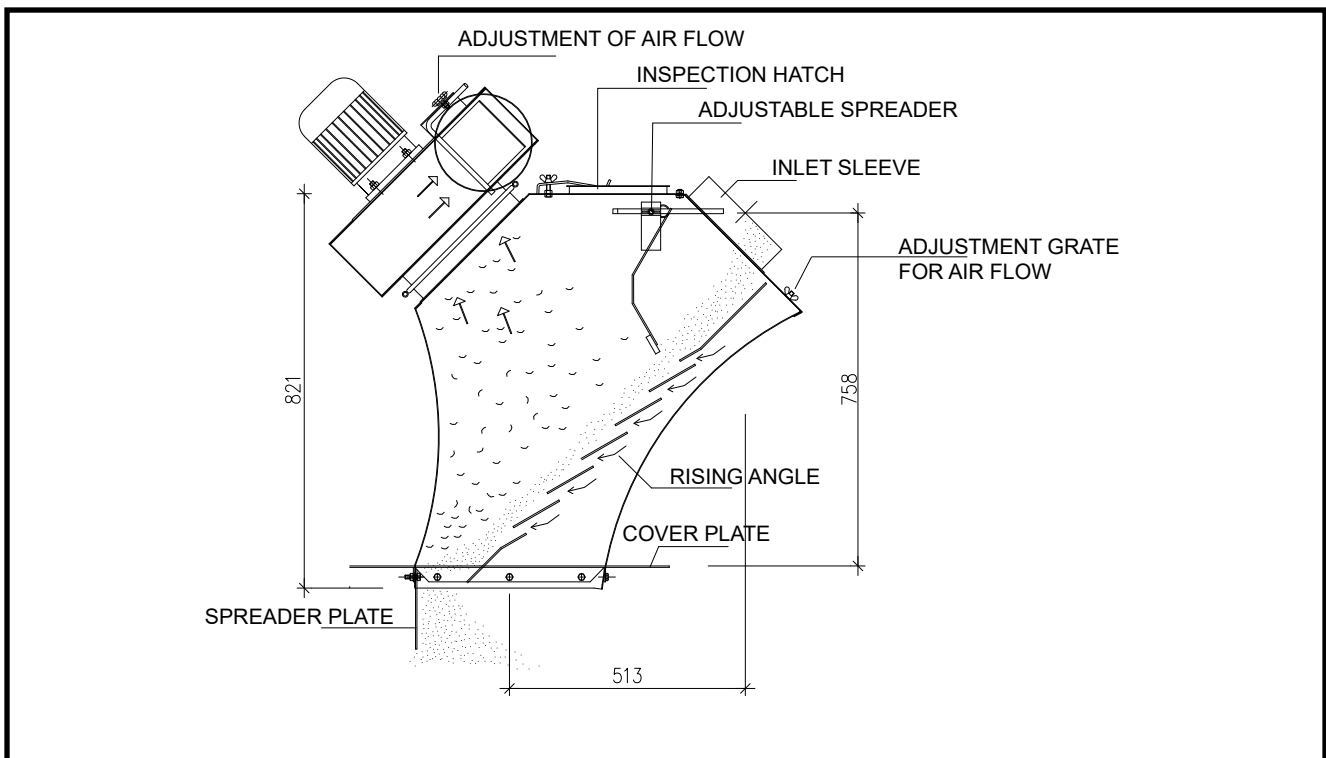 ADJUSTMENT OF AIR FLOW
INSPECTION HATCH
ADJUSTABLE SPREADER
INLET SLEEVE
ADJUSTMENT GRATE
FOR AIR FLOW
821
758
RISING ANGLE
COVER PLATE
SPREADER PLATE
513